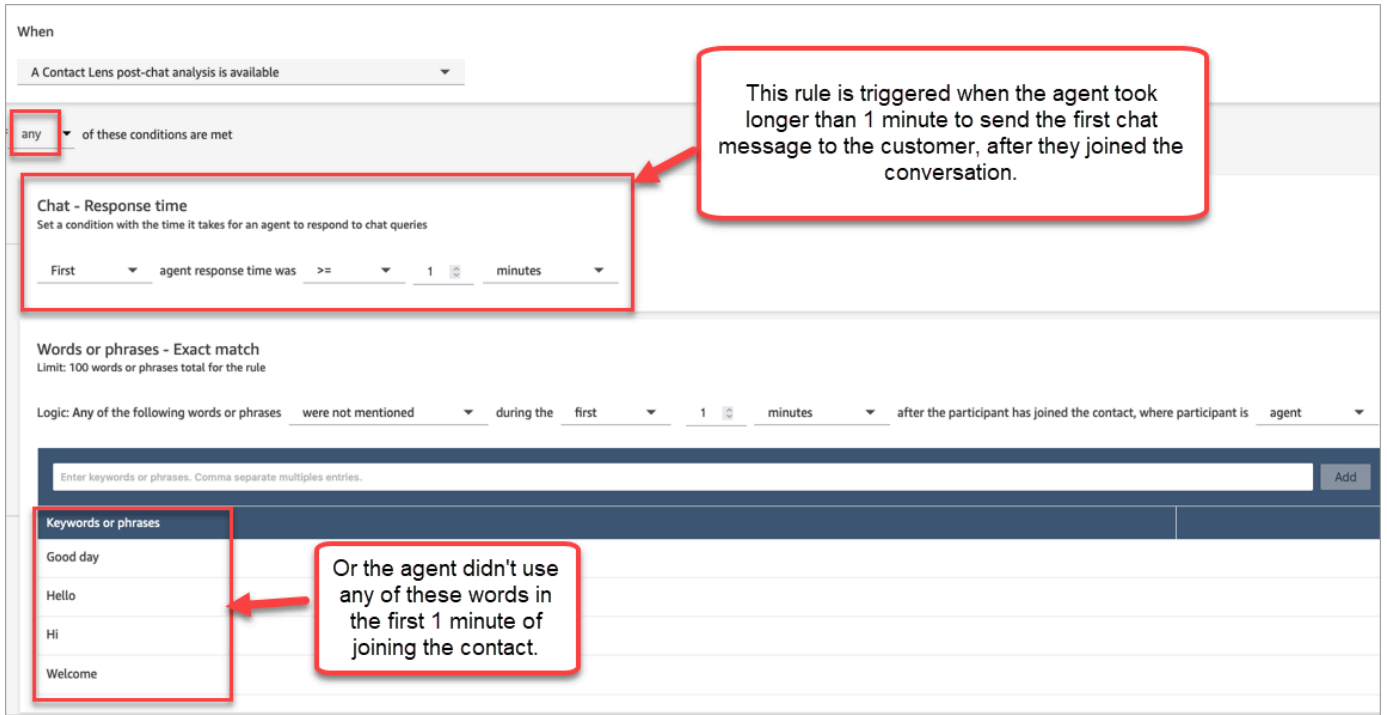 When
A Contact Lens post-chat analysis is available
any of these conditions are met
This rule is triggered when the agent took
longer than 1 minute to send the first chat
message to the customer, after they joined the
conversation.
Chat - Response time
Set a condition with the time it takes for an agent to respond to chat queries
First agent response time was >= 1 minutes
Words or phrases - Exact match
Limit: 100 words or phrases total for the rule
Logic: Any of the following words or phrases were not mentioned during the first 1 minutes after the participant has joined the contact, where participant is agent
Enter keywords or phrases. Comma separate multiples entries. Add
Keywords or phrases
Good day
Hello
Hi
Welcome
Or the agent didn't use
any of these words in
the first 1 minute of
joining the contact.